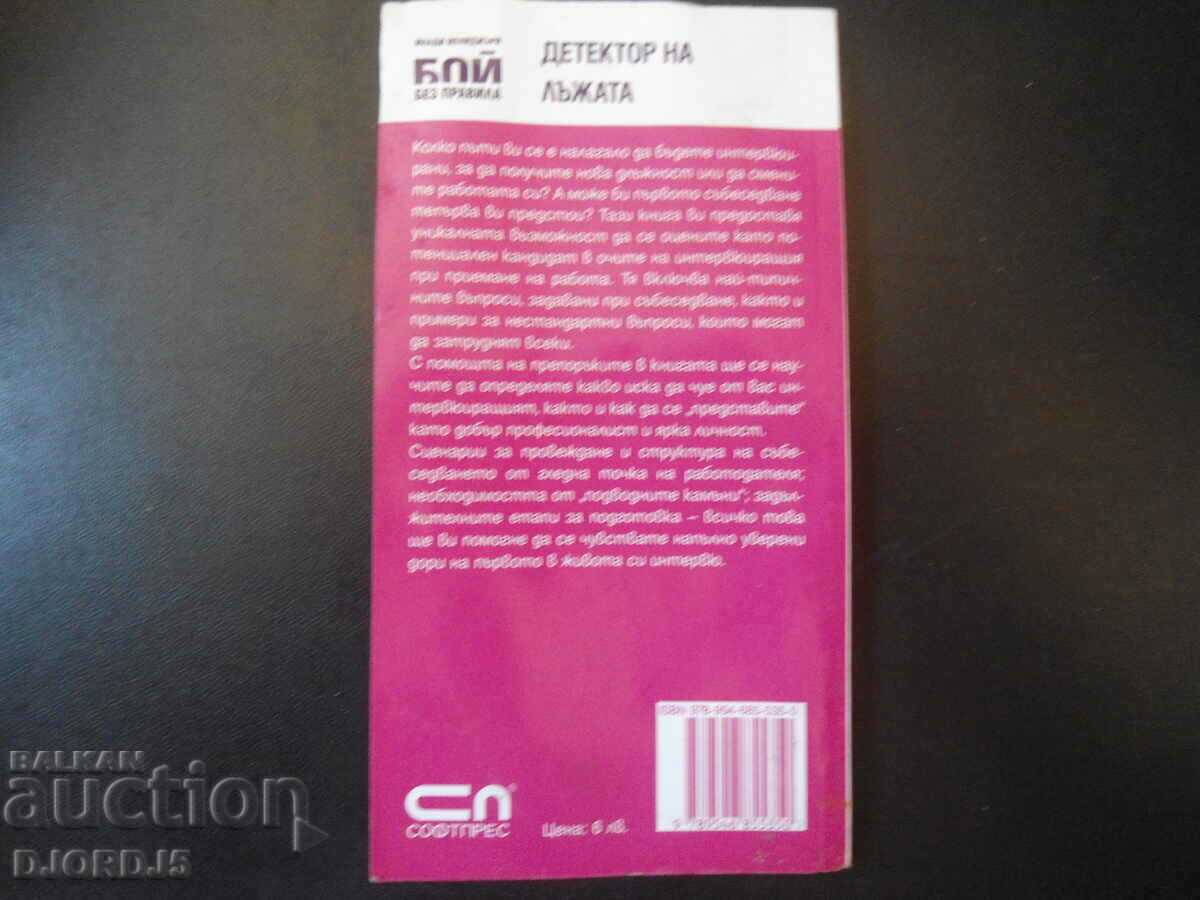 БОЙ
БЕЗ ПРАВИЛА
ДЕТЕКТОР НА
ЛЪЖАТА
Колко пъти ви се е налагало да бъдете интервюи-
рани, за да получите нова длъжност или да смени-
те работата си? А може би първото събеседване
тепърва ви предстои? Тази книга ви предоставя
уникалната възможност да се оцените като по-
тенциален кандидат в очите на интервюиращия
при приемане на работа. Тя включва най-типич-
ните въпроси, задавани при събеседване, както и
примери за нестандартни въпроси, които могат
да затруднят всеки.
С помощта на препоръките в книгата ще се нау-
чите да определяте какво иска да чуе от вас ин-
тервюиращият, както и как да се „представите“
като добър професионалист и ярка личност.
Сценарии за провеждане и структура на събе-
седването от гледна точка на работодателя;
необходимостта от „подводните камъни“; задъл-
жителните етапи за подготовка – всичко това
ще ви помогне да се чувствате напълно уверени
дори на първото в живота си интервю.
СОФТПРЕС
Цена: 6 лв.
BALKAN
auction
DJORD_J5